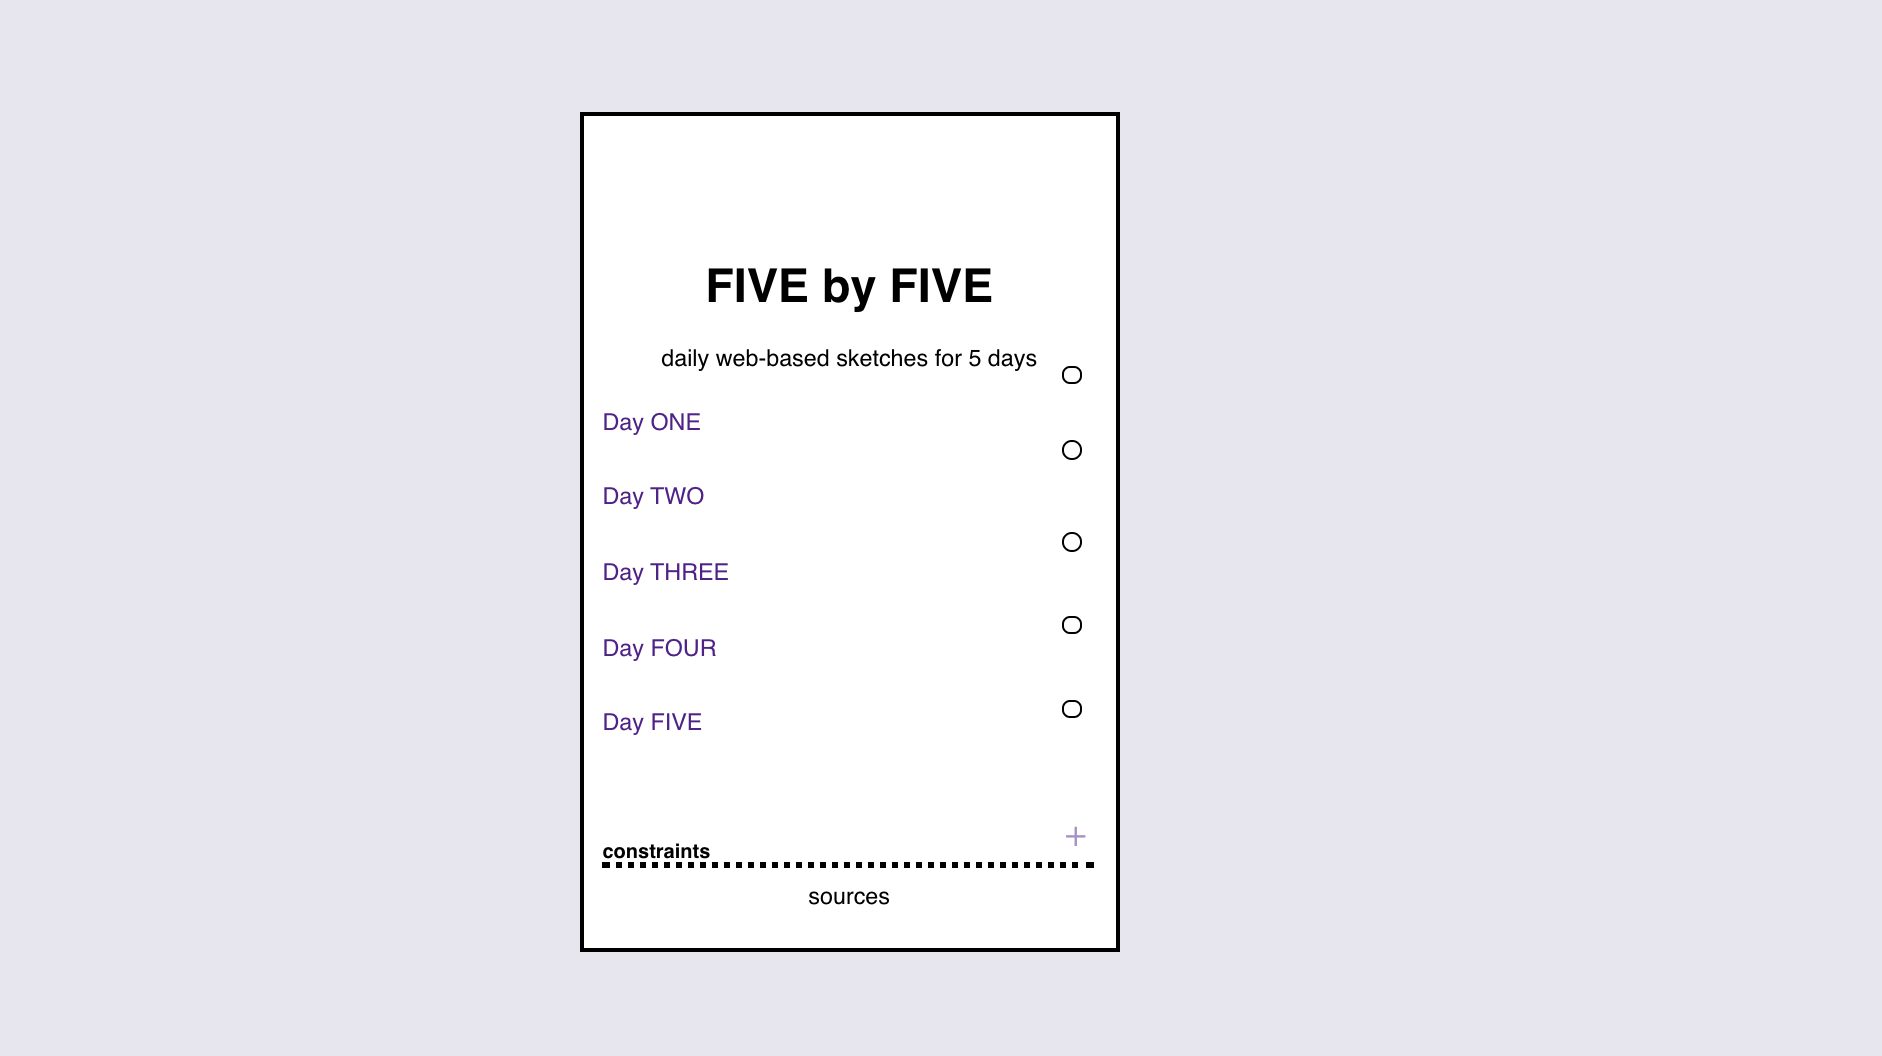 FIVE by FIVE
daily web-based sketches for 5 days
Day ONE
Day TWO
Day THREE
Day FOUR
Day FIVE
+
constraints
sources